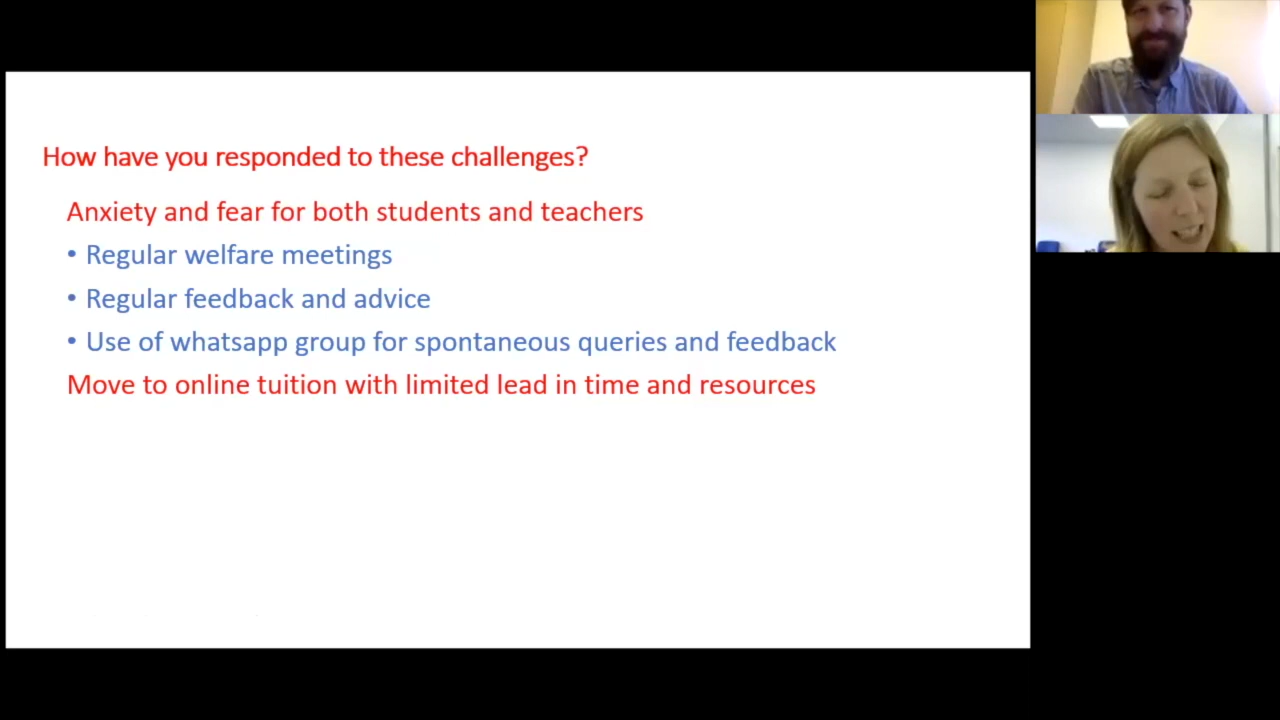 How have you responded to these challenges?
Anxiety and fear for both students and teachers
• Regular welfare meetings
• Regular feedback and advice
• Use of whatsapp group for spontaneous queries and feedback
Move to online tuition with limited lead in time and resources